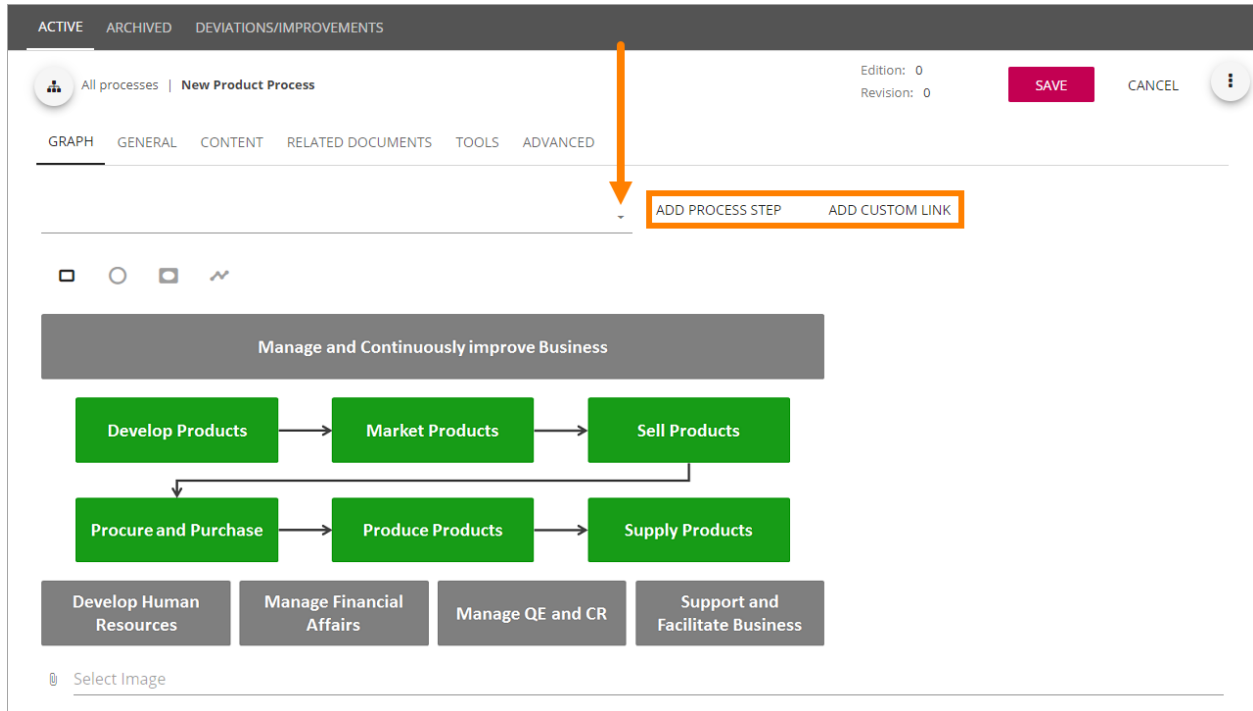 ACTIVE ARCHIVED DEVIATIONS/IMPROVEMENTS
All processes | New Product Process
Edition: 0
Revision: 0
SAVE CANCEL
GRAPH GENERAL CONTENT RELATED DOCUMENTS TOOLS ADVANCED
ADD PROCESS STEP ADD CUSTOM LINK
Manage and Continuously improve Business
Develop Products Market Products Sell Products
Procure and Purchase Produce Products Supply Products
Develop Human
Resources
Manage Financial
Affairs
Manage QE and CR
Support and
Facilitate Business
Select Image